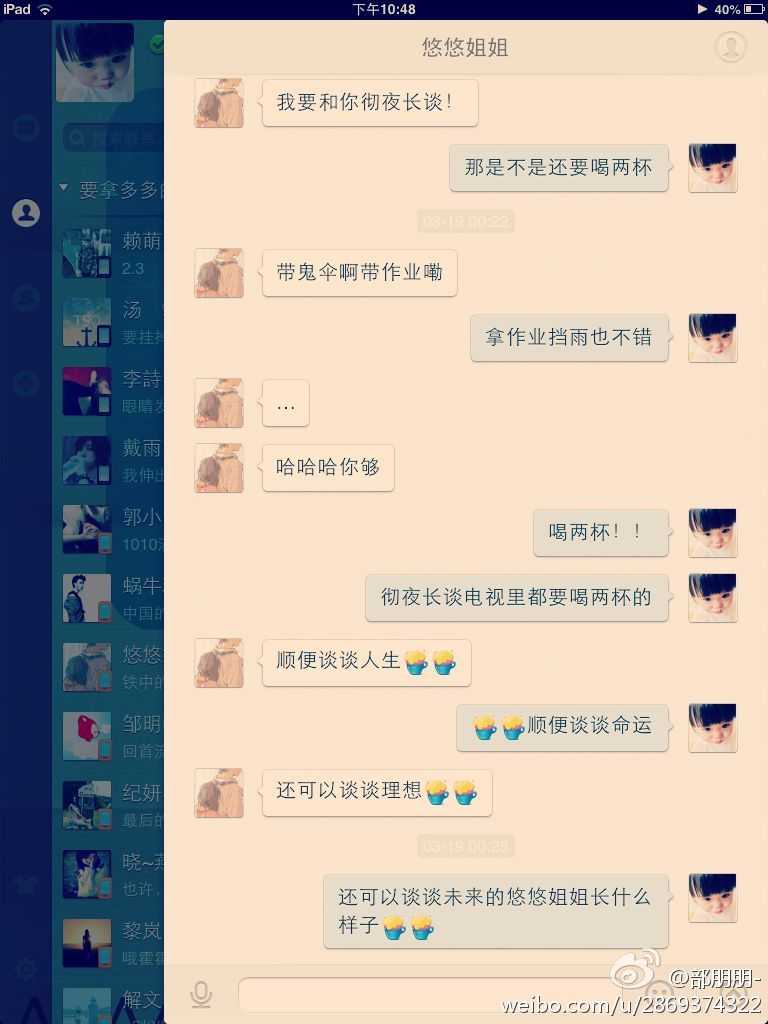 iPad
下午10:48
40%
悠悠姐姐
我要和你彻夜长谈！
那是不是还要喝两杯
03-19 00:22
带鬼伞啊带作业嘞
拿作业挡雨也不错
...
哈哈哈你够
喝两杯！！
彻夜长谈电视里都要喝两杯的
顺便谈谈人生
顺便谈谈命运
还可以谈谈理想
03-19 00:25
还可以谈谈未来的悠悠姐姐长什么
样子
要拿多多的
赖萌
2.3
汤
要挂
李詩
眼睛发
戴雨
我伸出
郭小
1010
蜗牛
中国的
悠悠
铁中的
邹明
回首流
纪妍
最后的
晓~燕
也许，
黎岚
哦霍霍
解文
@部朋朋-
weibo.com/u/2869374322